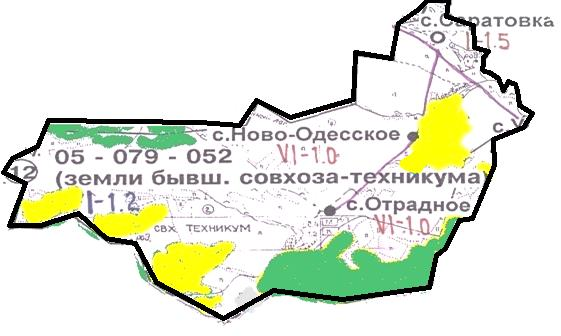 с.Саратовка
I-1.5
с.Ново-Одесское
с.У
12
05 - 079 - 052
VI-1.0
(земли бывш. совхоза-техникума)
I-1.2
с.Отрадное
VI-1.0
свх ТЕХНИКУМ